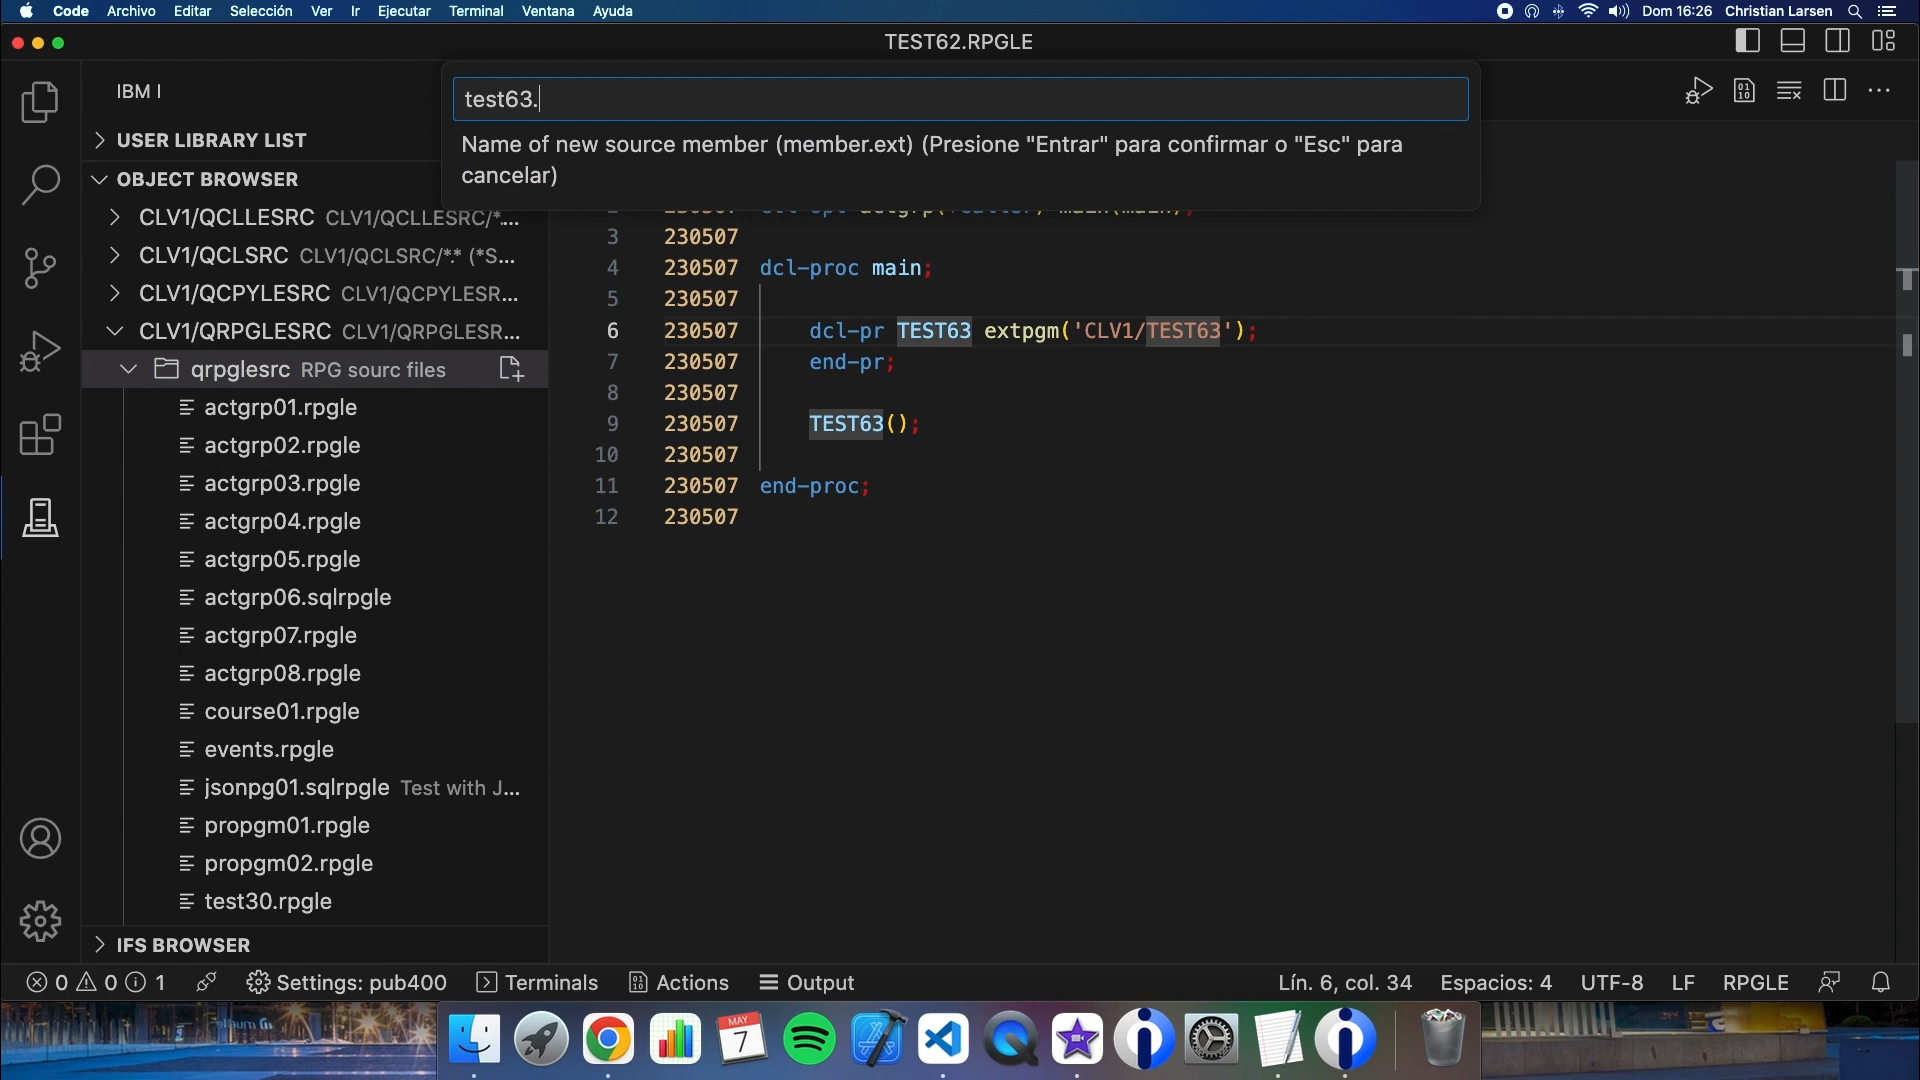 Code Archivo Editar Selección Ver Ir Ejecutar Terminal Ventana Ayuda Dom 16:26 Christian Larsen
TEST62.RPGLE
IBM I
test63.
Name of new source member (member.ext) (Presione "Entrar" para confirmar o "Esc" para
cancelar)
USER LIBRARY LIST
OBJECT BROWSER
CLV1/QCLLESRC CLV1/QCLLESRC/*...
CLV1/QCLSRC CLV1/QCLSRC/*.* (*S...
CLV1/QCPYLESRC CLV1/QCPYLESR...
CLV1/QRPGLESRC CLV1/QRPGLESR...
qrpglesrc RPG sourc files
actgrp01.rpgle
actgrp02.rpgle
actgrp03.rpgle
actgrp04.rpgle
actgrp05.rpgle
actgrp06.sqlrpgle
actgrp07.rpgle
actgrp08.rpgle
course01.rpgle
events.rpgle
jsonpg01.sqlrpgle Test with J...
propgm01.rpgle
propgm02.rpgle
test30.rpgle
IFS BROWSER
3 230507
4 230507 dcl-proc main;
5 230507
6 230507 dcl-pr TEST63 extpgm('CLV1/TEST63');
7 230507 end-pr;
8 230507
9 230507 TEST63();
10 230507
11 230507 end-proc;
12 230507
0 0 1 Settings: pub400 Terminals Actions Output Lín. 6, col. 34 Espacios: 4 UTF-8 LF RPGLE
MAY
7